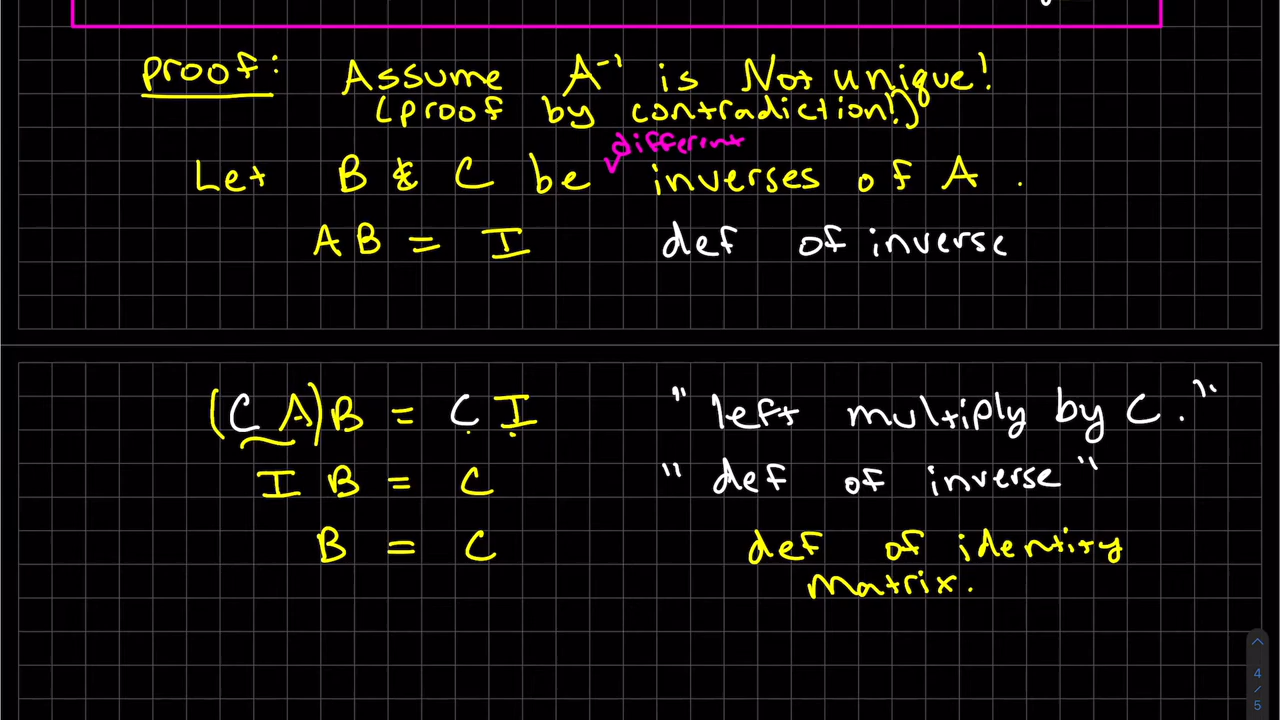 proof: Assume A⁻¹ is Not unique!
(proof by contradiction!)
different
Let B & C be inverses of A.
AB = I def of inverse
(CA)B = CI "left multiply by C."
IB = C "def of inverse"
B = C def of identity
matrix.
4
/
5